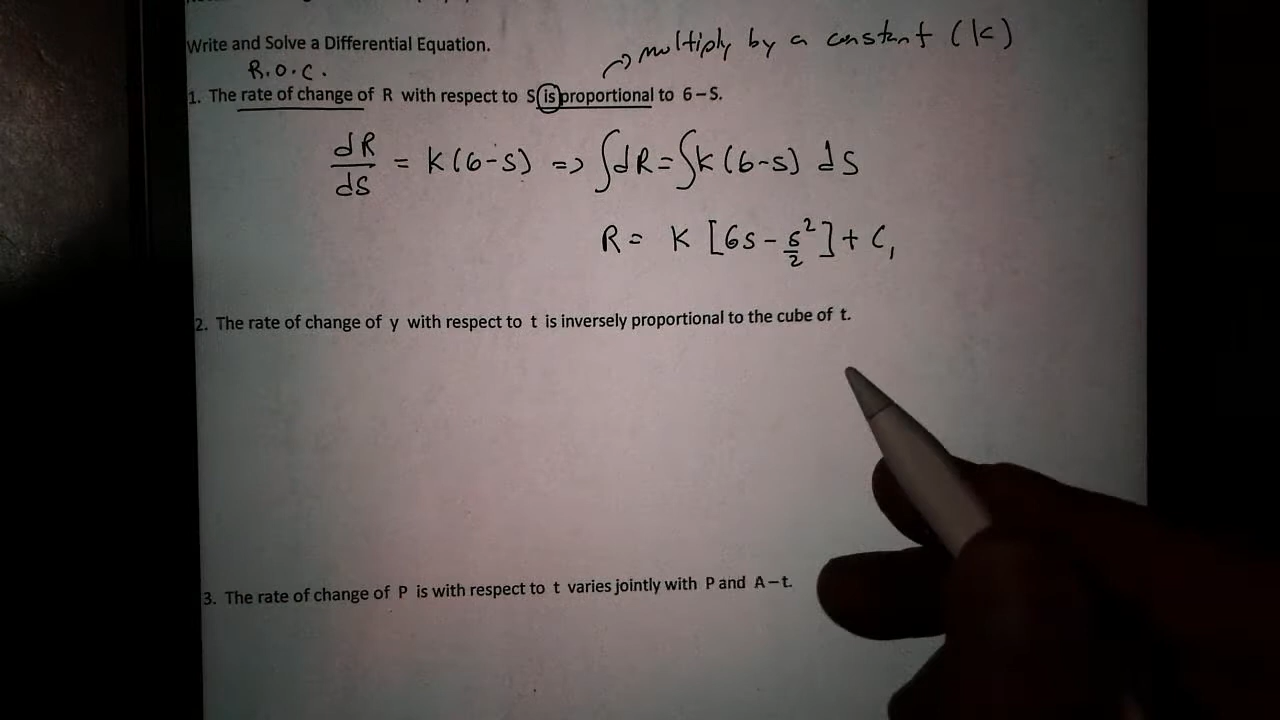 Write and Solve a Differential Equation.
multiply by a constant (k)
R.O.C.
1. The rate of change of R with respect to S is proportional to 6-S.
dR/dS = K(6-S) => ∫dR=∫K(6-S) dS
R= K [6S-S²/2]+C₁
2. The rate of change of y with respect to t is inversely proportional to the cube of t.
3. The rate of change of P is with respect to t varies jointly with P and A-t.